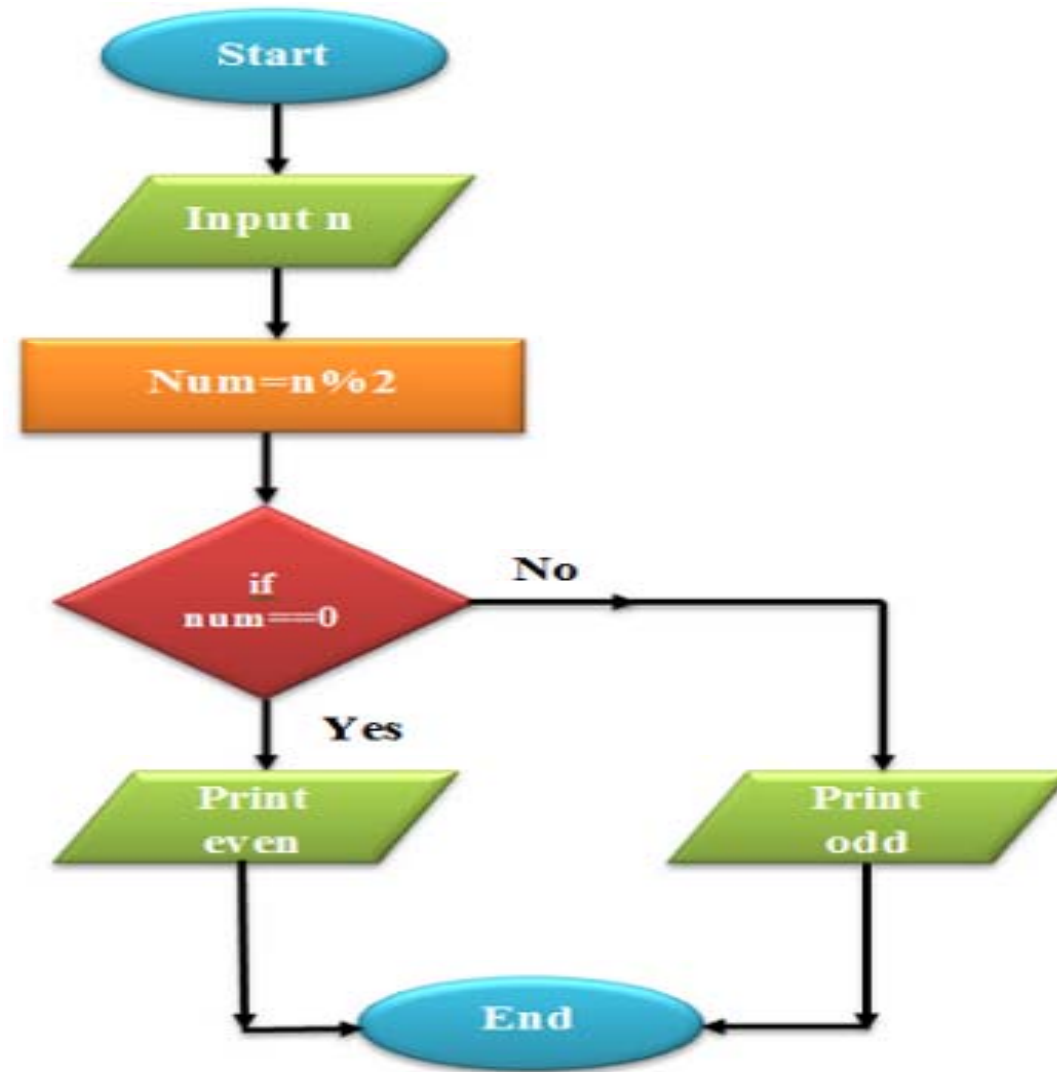 Start
Input n
Num=n%2
if
num==0
No
Yes
Print
even
Print
odd
End